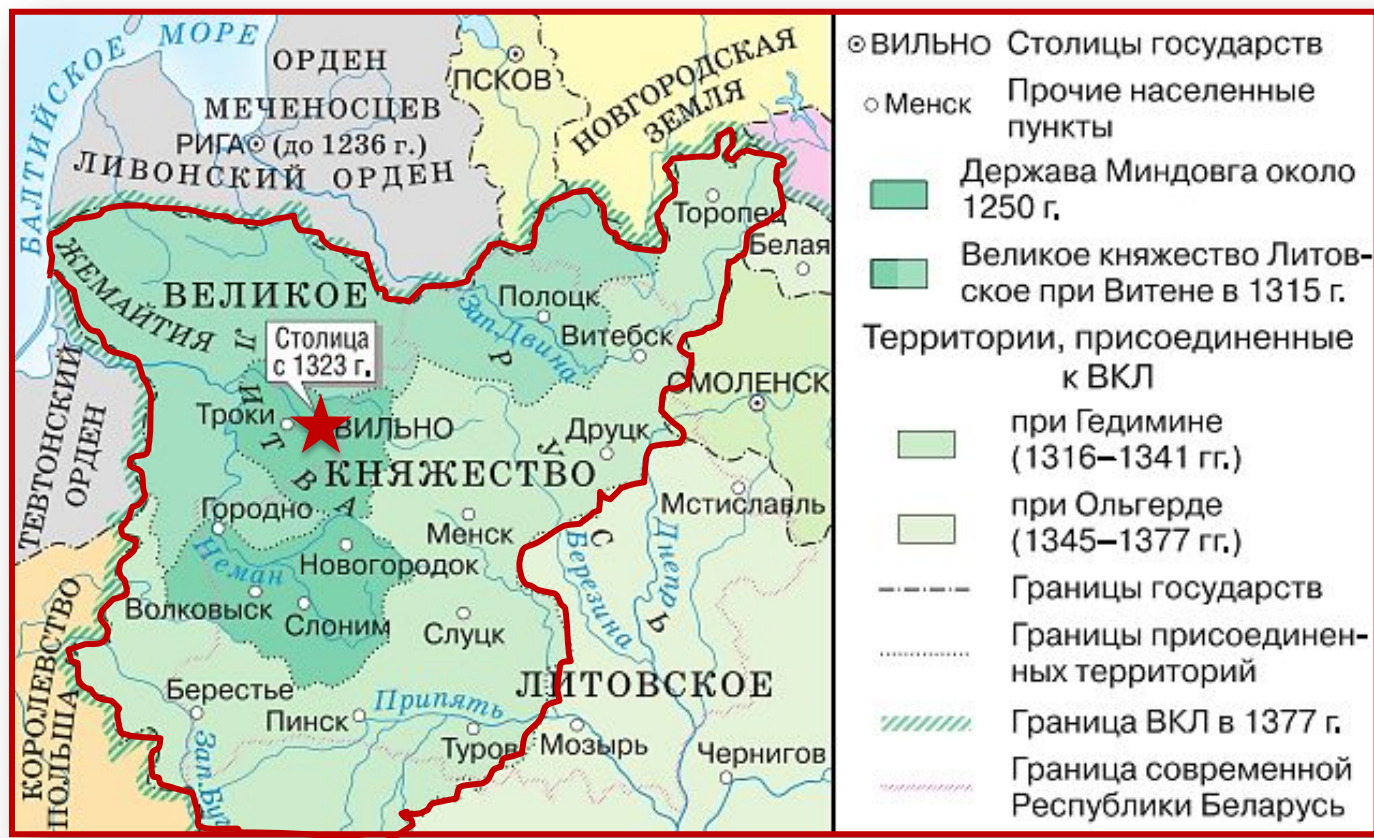 БАЛТИЙСКОЕ МОРЕ
ОРДЕН
МЕЧЕНОСЦЕВ
РИГА (до 1236 г.)
ЛИВОНСКИЙ ОРДЕН
ПСКОВ
НОВГОРОДСКАЯ
ЗЕМЛЯ
Торопец
Белая
ЖЕМАЙТИЯ
ВЕЛИКОЕ
Полоцк
Зап. Двина
Витебск
Столица
с 1323 г.
ЛИТВА
РУСЬ
СМОЛЕНСК
Троки
ВИЛЬНО
Друцк
ТЕВТОНСКИЙ
ОРДЕН
КНЯЖЕСТВО
Мстиславль
Городно
Менск
Неман
Новогородок
Березина
Днепр
Волковыск
Слоним
Слуцк
КОРОЛЕВСТВО
ПОЛЬША
ЛИТОВСКОЕ
Берестье
Припять
Пинск
Туров
Мозырь
Чернигов
Зап. Буг
ВИЛЬНО Столицы государств
Менск Прочие населенные
пункты
Держава Миндовга около
1250 г.
Великое княжество Литов-
ское при Витене в 1315 г.
Территории, присоединенные
к ВКЛ
при Гедимине
(1316–1341 гг.)
при Ольгерде
(1345–1377 гг.)
Границы государств
Границы присоединен-
ных территорий
Граница ВКЛ в 1377 г.
Граница современной
Республики Беларусь